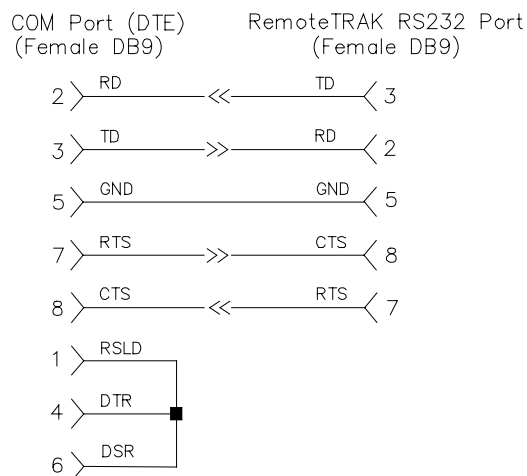 COM Port (DTE) RemoteTRAK RS232 Port
(Female DB9) (Female DB9)
2 RD TD 3
3 TD RD 2
5 GND GND 5
7 RTS CTS 8
8 CTS RTS 7
1 RSLD
4 DTR
6 DSR